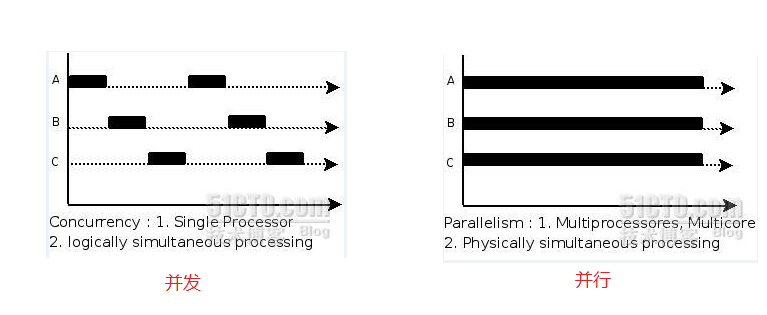 A
B
C
Concurrency : 1. Single Processor
2. logically simultaneous processing
51CTO.com
技术博客 Blog
并发
A
B
C
Parallelism : 1. Multiprocessores, Multicore
2. Physically simultaneous processing
51CTO.com
技术博客 Blog
并行